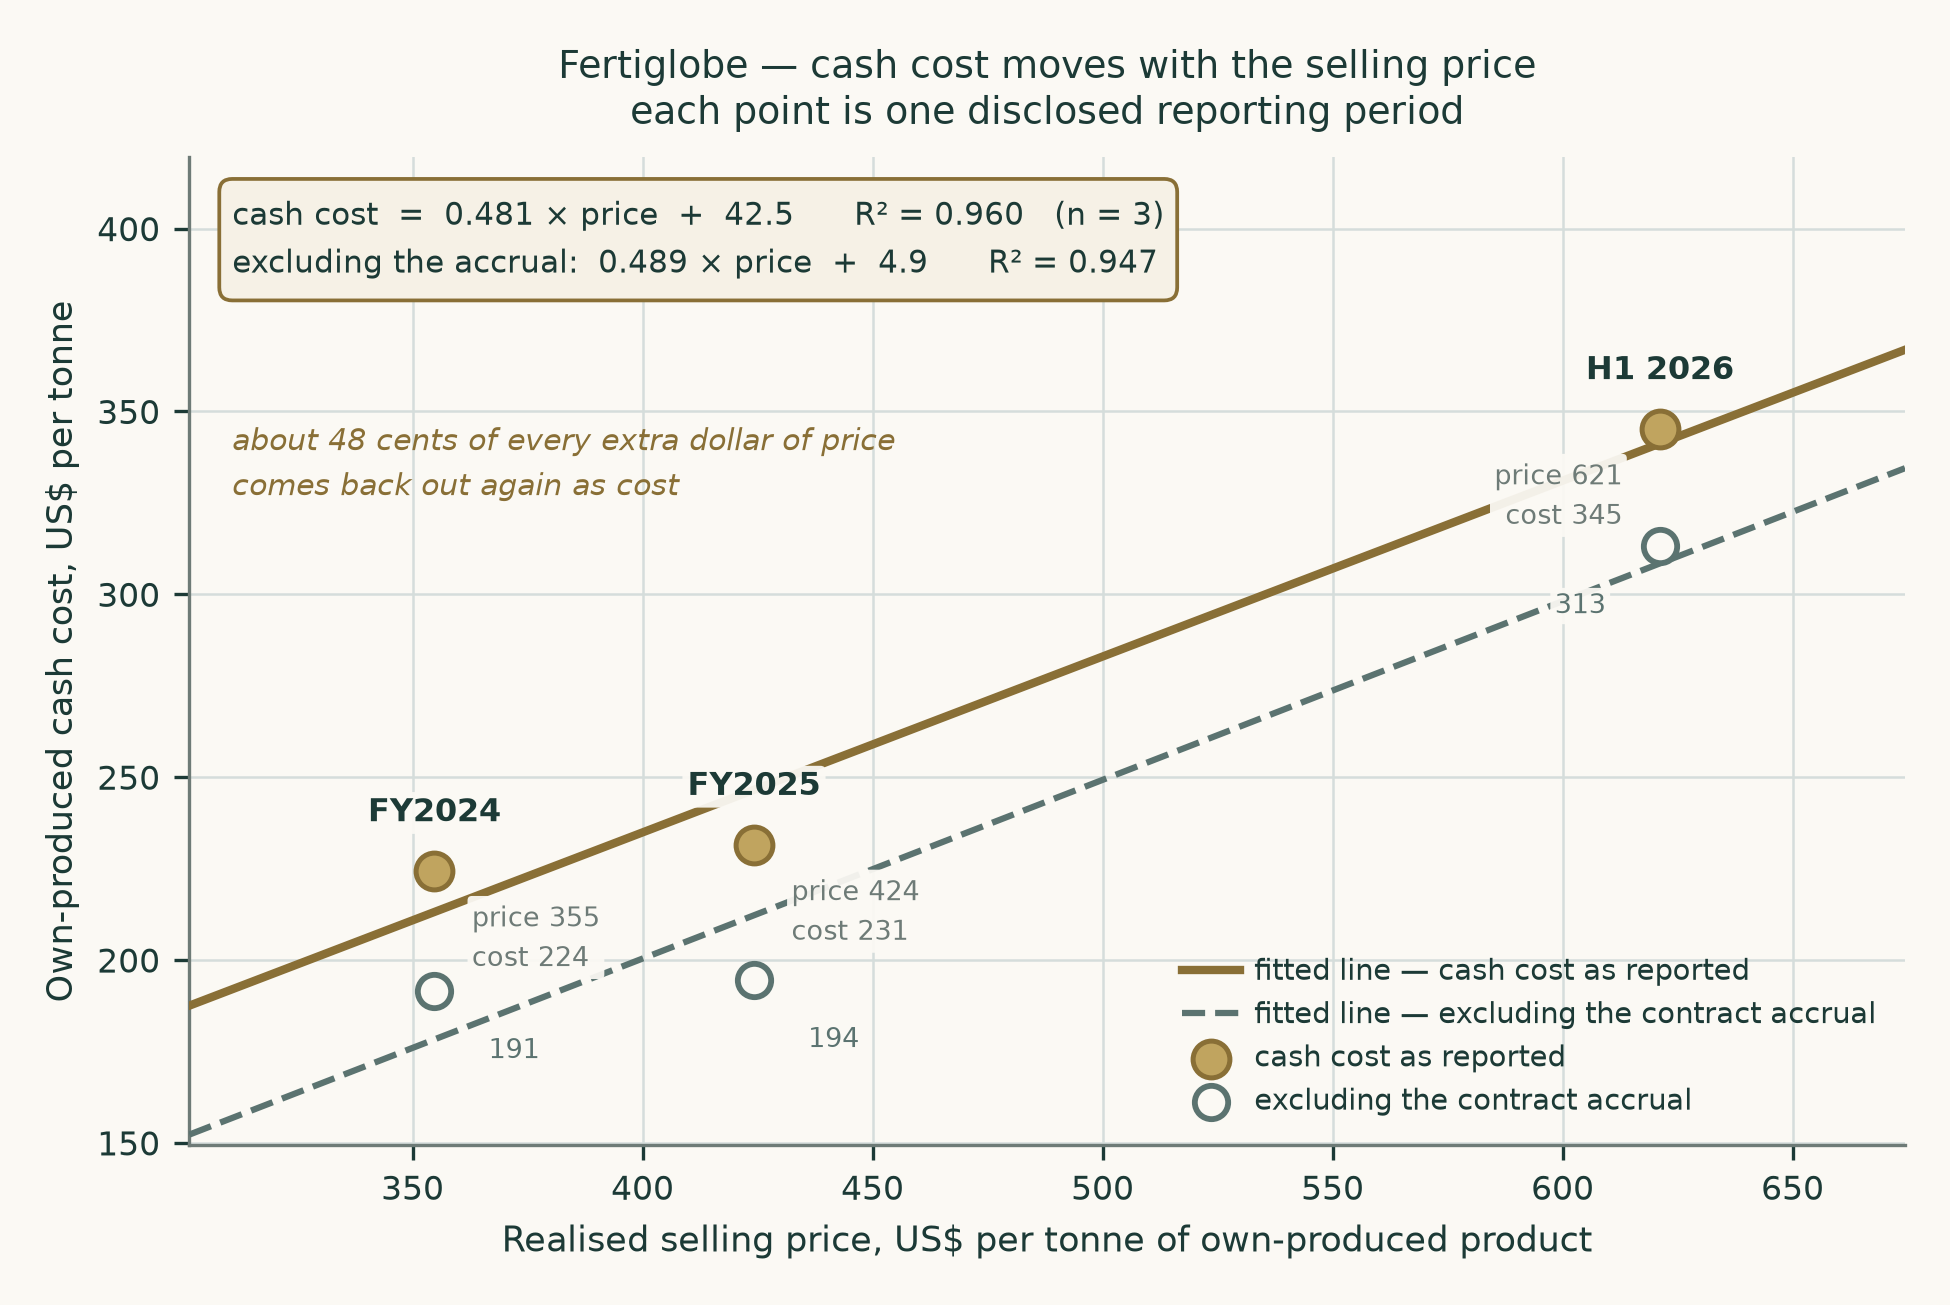 Fertiglobe — cash cost moves with the selling price
each point is one disclosed reporting period
cash cost = 0.481 × price + 42.5 R² = 0.960 (n = 3)
excluding the accrual: 0.489 × price + 4.9 R² = 0.947
about 48 cents of every extra dollar of price
comes back out again as cost
Own-produced cash cost, US$ per tonne
400
350
300
250
200
150
H1 2026
price 621
cost 345
313
FY2025
price 424
cost 231
194
FY2024
price 355
cost 224
191
fitted line — cash cost as reported
fitted line — excluding the contract accrual
cash cost as reported
excluding the contract accrual
350 400 450 500 550 600 650
Realised selling price, US$ per tonne of own-produced product